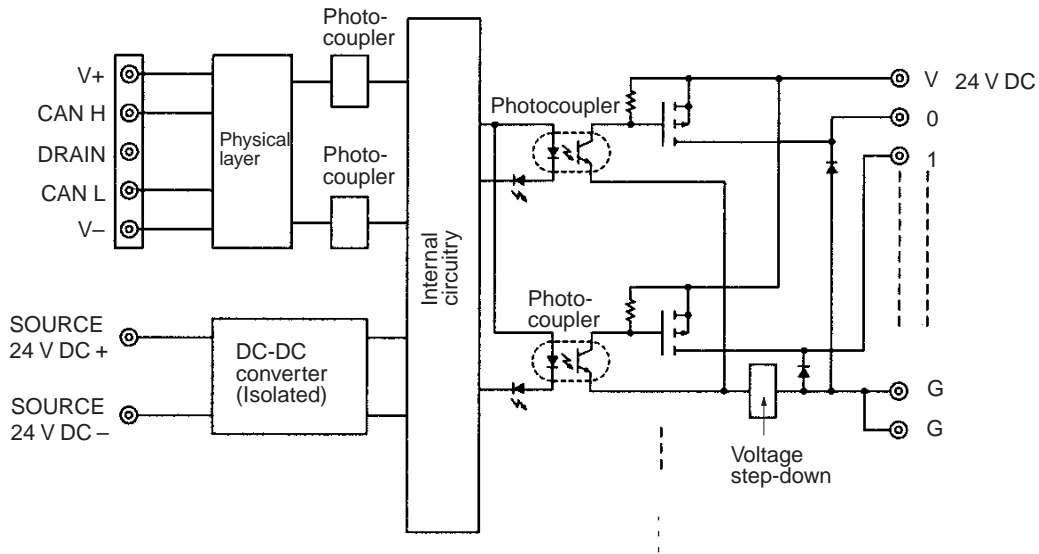 Photo-
coupler
V+
CAN H
DRAIN
CAN L
V–
Physical
layer
Photo-
coupler
Internal
circuitry
Photocoupler
V 24 V DC
0
1
Photo-
coupler
SOURCE
24 V DC +
SOURCE
24 V DC –
DC-DC
converter
(Isolated)
G
G
Voltage
step-down